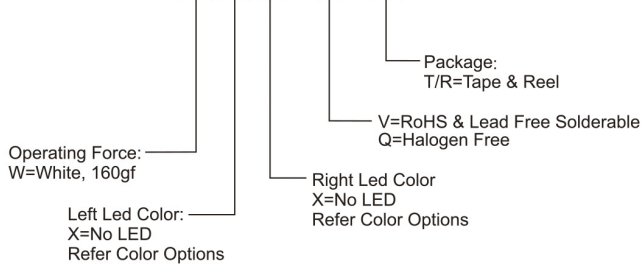 Package:
T/R=Tape & Reel
V=RoHS & Lead Free Solderable
Q=Halogen Free
Operating Force:
W=White, 160gf
Right Led Color
X=No LED
Refer Color Options
Left Led Color:
X=No LED
Refer Color Options